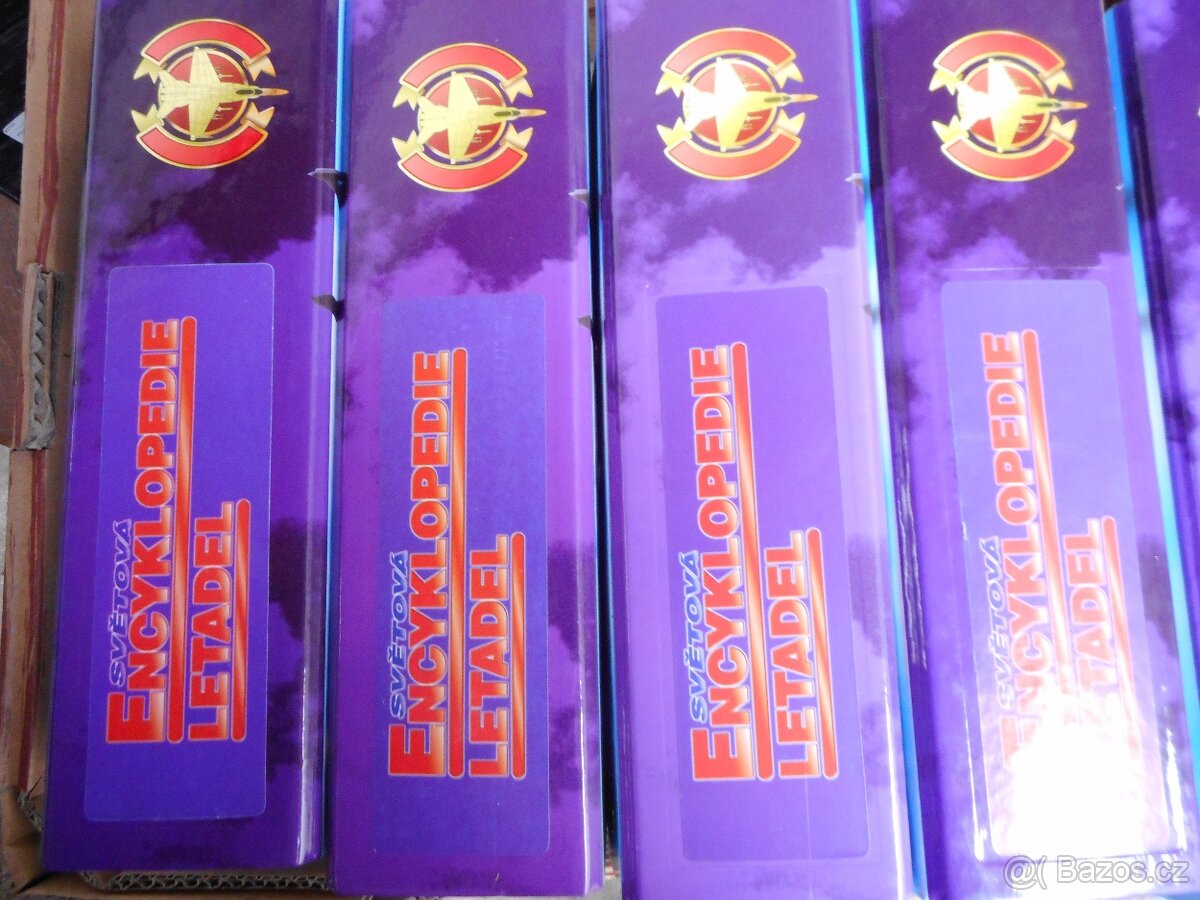 SVĚTOVÁ
ENCYKLOPEDIE
LETADEL
SVĚTOVÁ
ENCYKLOPEDIE
LETADEL
SVĚTOVÁ
ENCYKLOPEDIE
LETADEL
SVĚTOVÁ
ENCYKLOPEDIE
LETADEL
@( Bazos.cz